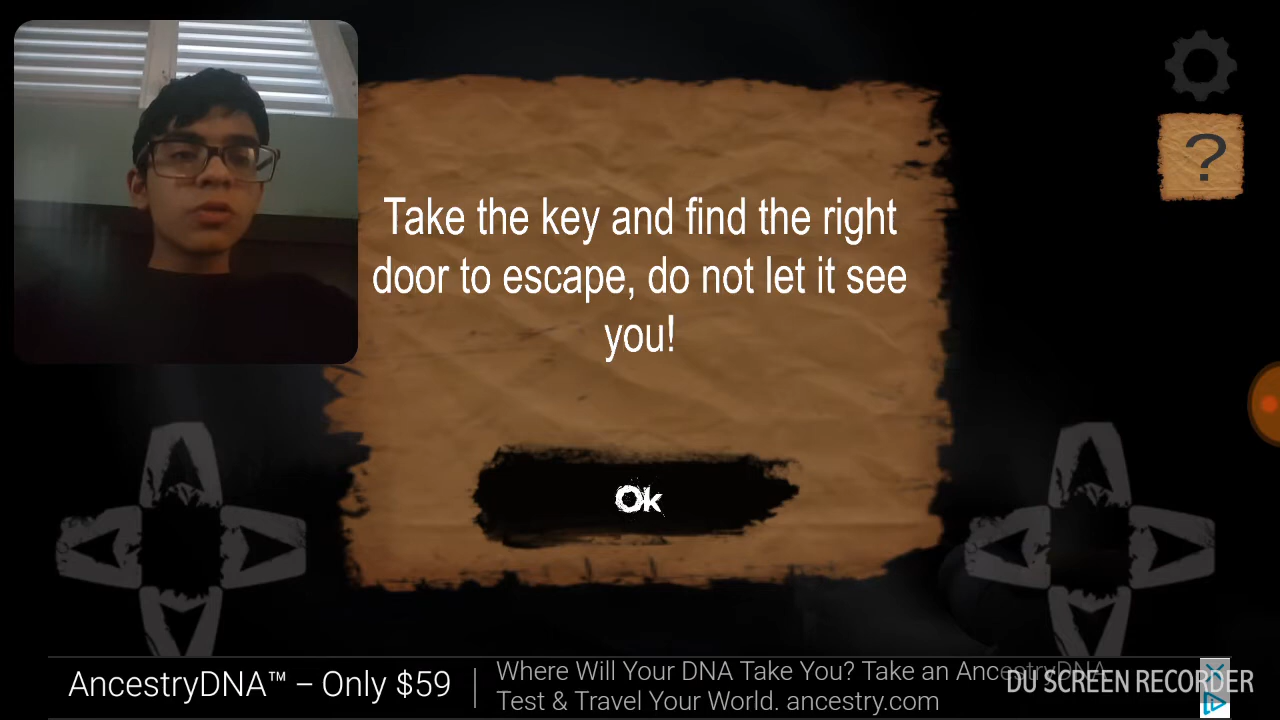 ?
Take the key and find the right
door to escape, do not let it see
you!
Ok
AncestryDNA™ – Only $59
Where Will Your DNA Take You? Take an AncestryDNA
Test & Travel Your World. ancestry.com
DU SCREEN RECORDER